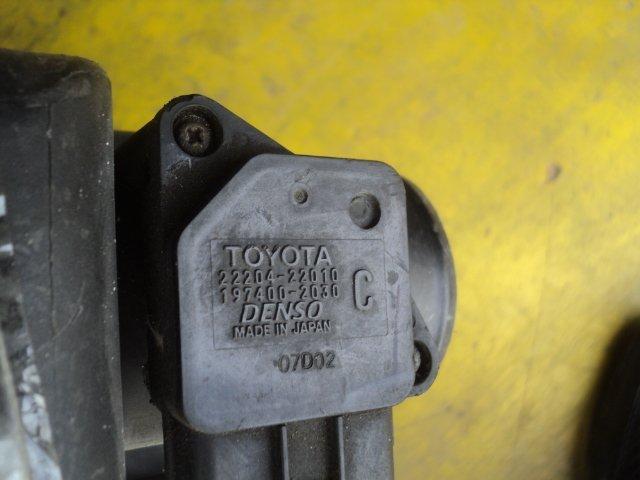 TOYOTA
22204-22010
197400-2030
C
DENSO
MADE IN JAPAN
07D02